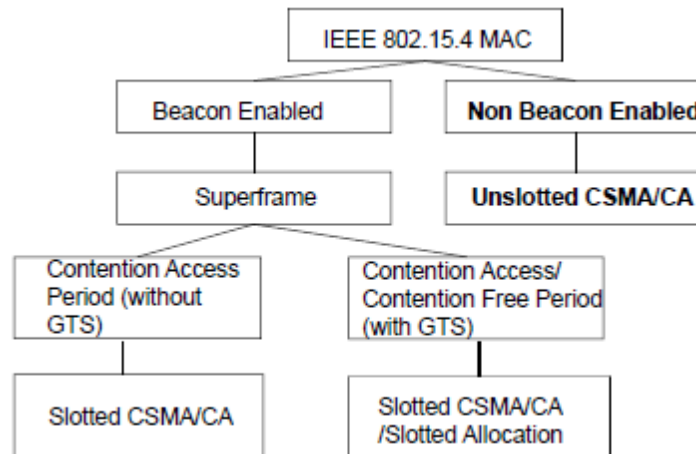 IEEE 802.15.4 MAC
Beacon Enabled
Non Beacon Enabled
Superframe
Unslotted CSMA/CA
Contention Access
Period (without
GTS)
Contention Access/
Contention Free Period
(with GTS)
Slotted CSMA/CA
Slotted CSMA/CA
/Slotted Allocation